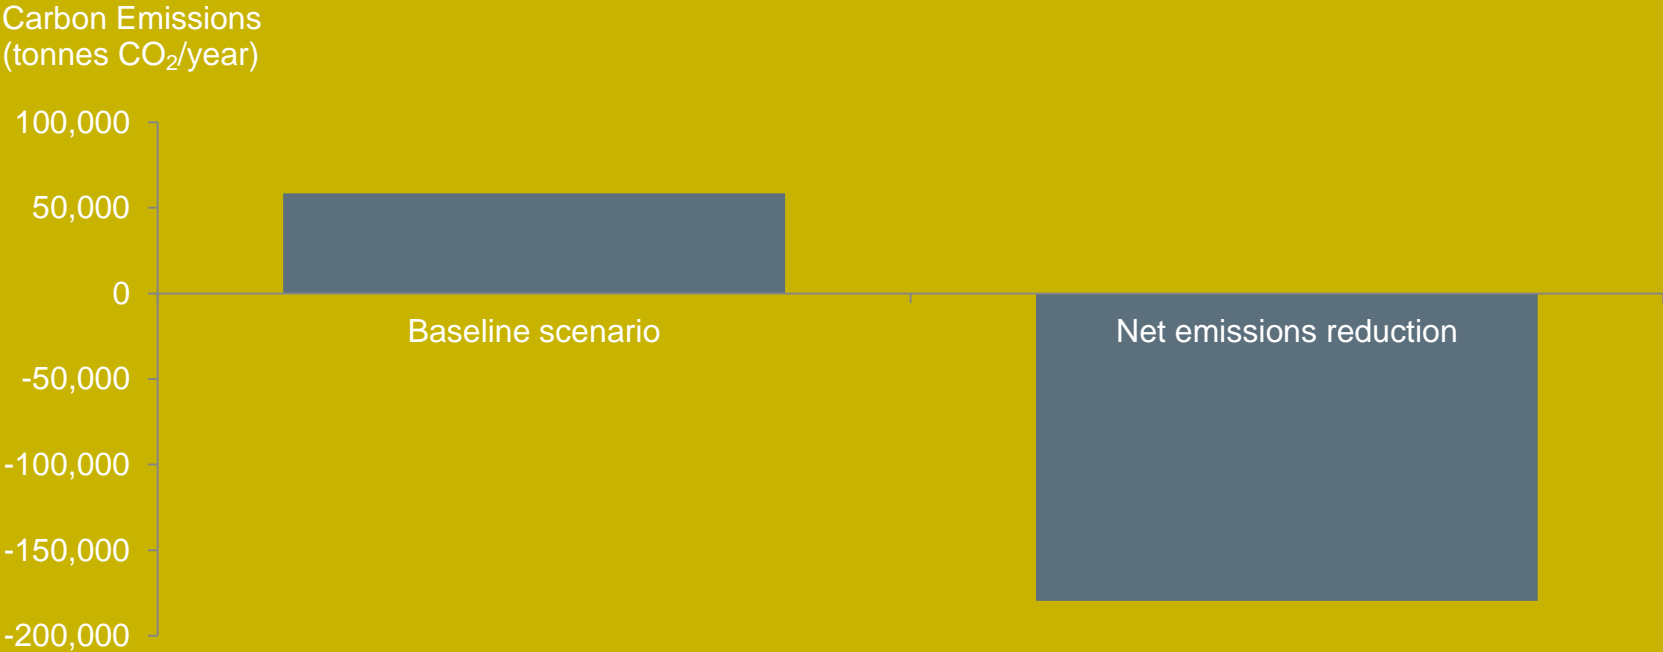 Carbon Emissions
(tonnes CO₂/year)
100,000
50,000
0
Baseline scenario
Net emissions reduction
-50,000
-100,000
-150,000
-200,000